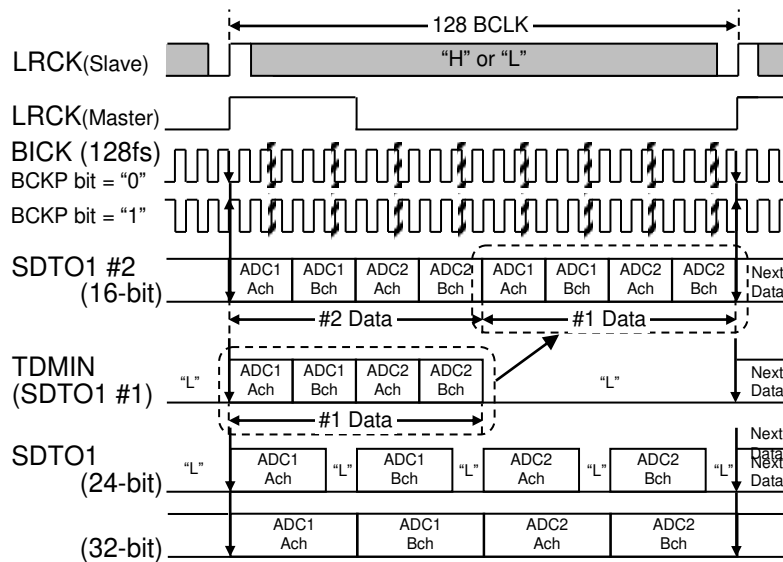 128 BCLK
LRCK(Slave)
“H” or “L”
LRCK(Master)
BICK (128fs)
BCKP bit = “0”
BCKP bit = “1”
SDTO1 #2
(16-bit)
ADC1 Ach ADC1 Bch ADC2 Ach ADC2 Bch ADC1 Ach ADC1 Bch ADC2 Ach ADC2 Bch Next Data
#2 Data #1 Data
TDMIN
(SDTO1 #1)
“L” ADC1 Ach ADC1 Bch ADC2 Ach ADC2 Bch “L” Next Data
#1 Data
SDTO1
(24-bit)
“L” ADC1 Ach “L” ADC1 Bch “L” ADC2 Ach “L” ADC2 Bch “L” Next Data
Next Data
(32-bit)
ADC1 Ach ADC1 Bch ADC2 Ach ADC2 Bch